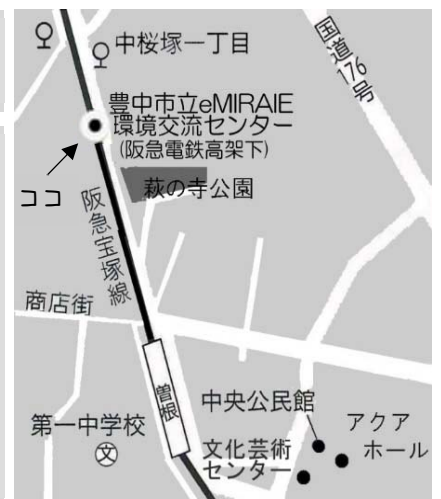 中桜塚一丁目
国道176号
豊中市立eMIRAIE
環境交流センター
(阪急電鉄高架下)
ココ
萩の寺公園
阪急宝塚線
商店街
曽根
中央公民館
第一中学校
文
アクア
ホール
文化芸術
センター